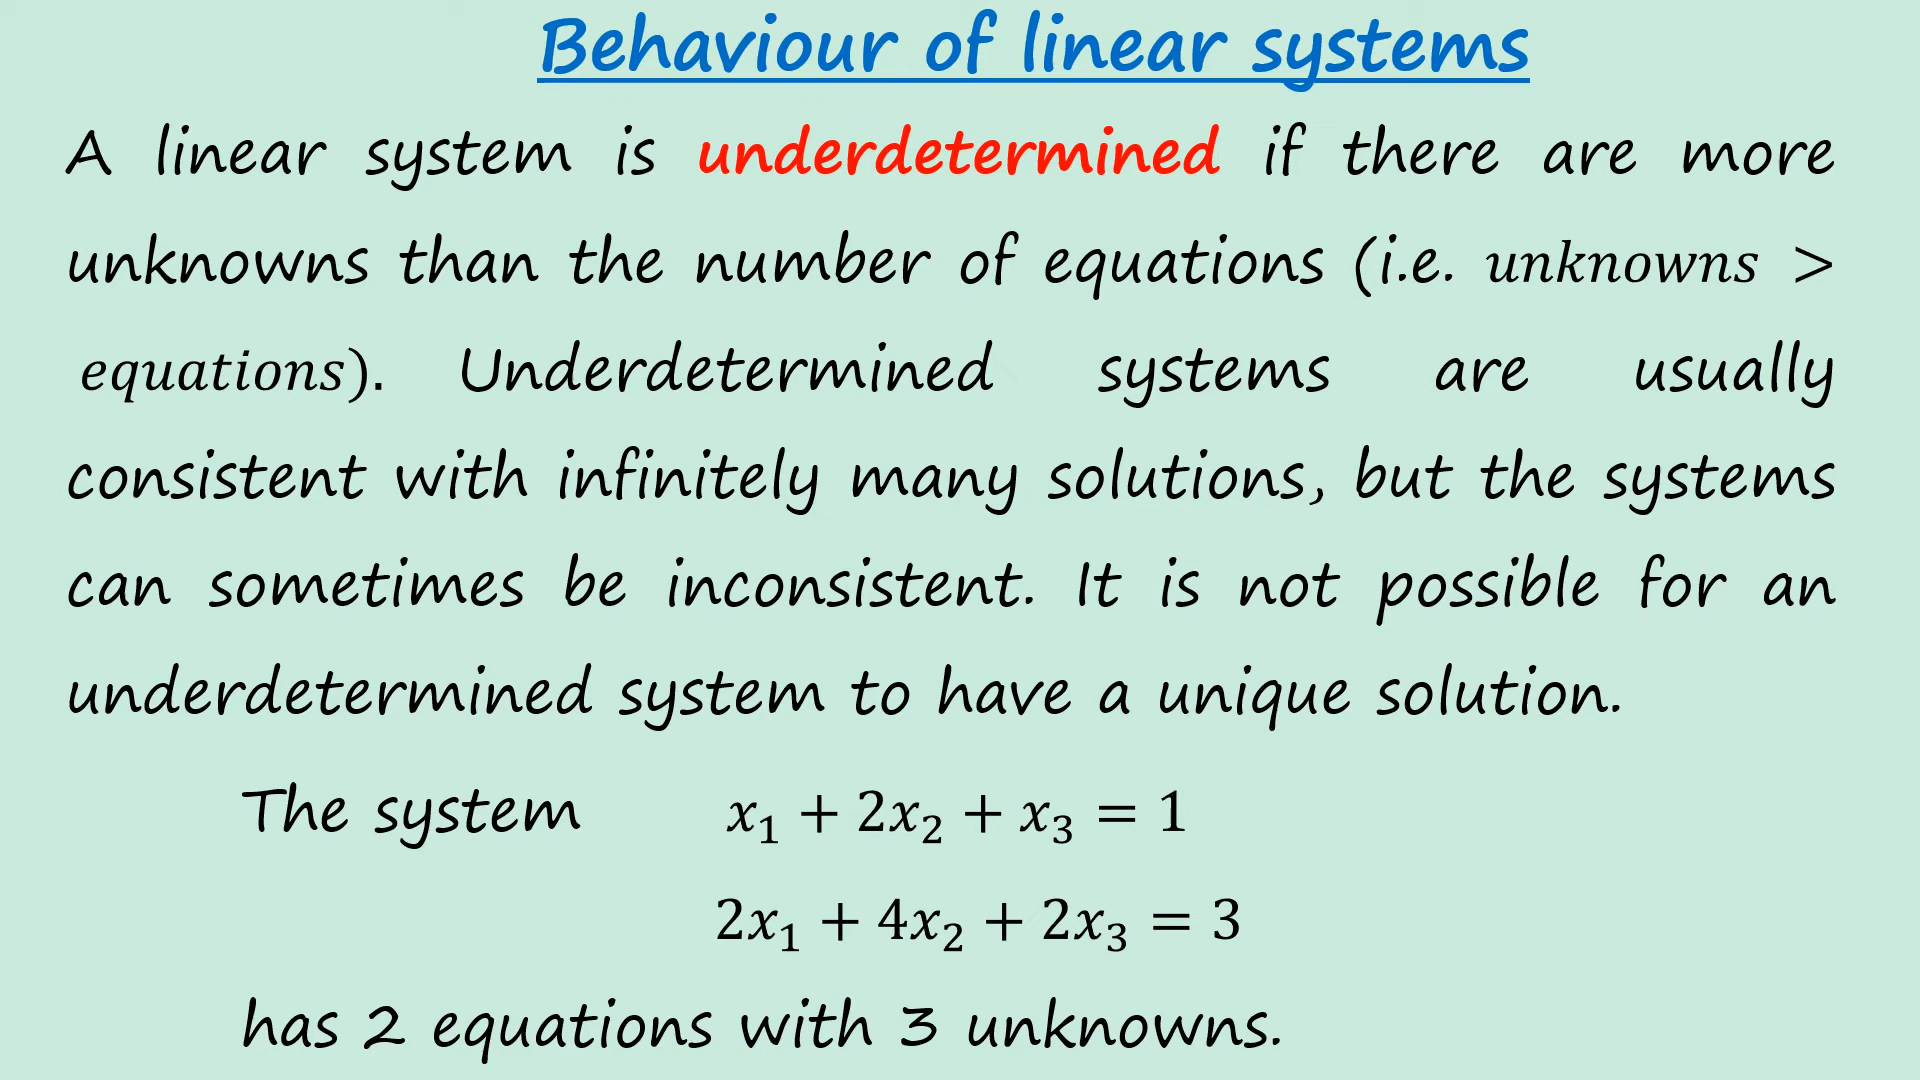 Behaviour of linear systems
A linear system is underdetermined if there are more
unknowns than the number of equations (i.e. unknowns >
equations). Underdetermined systems are usually
consistent with infinitely many solutions, but the systems
can sometimes be inconsistent. It is not possible for an
underdetermined system to have a unique solution.
The system x₁ + 2x₂ + x₃ = 1
2x₁ + 4x₂ + 2x₃ = 3
has 2 equations with 3 unknowns.